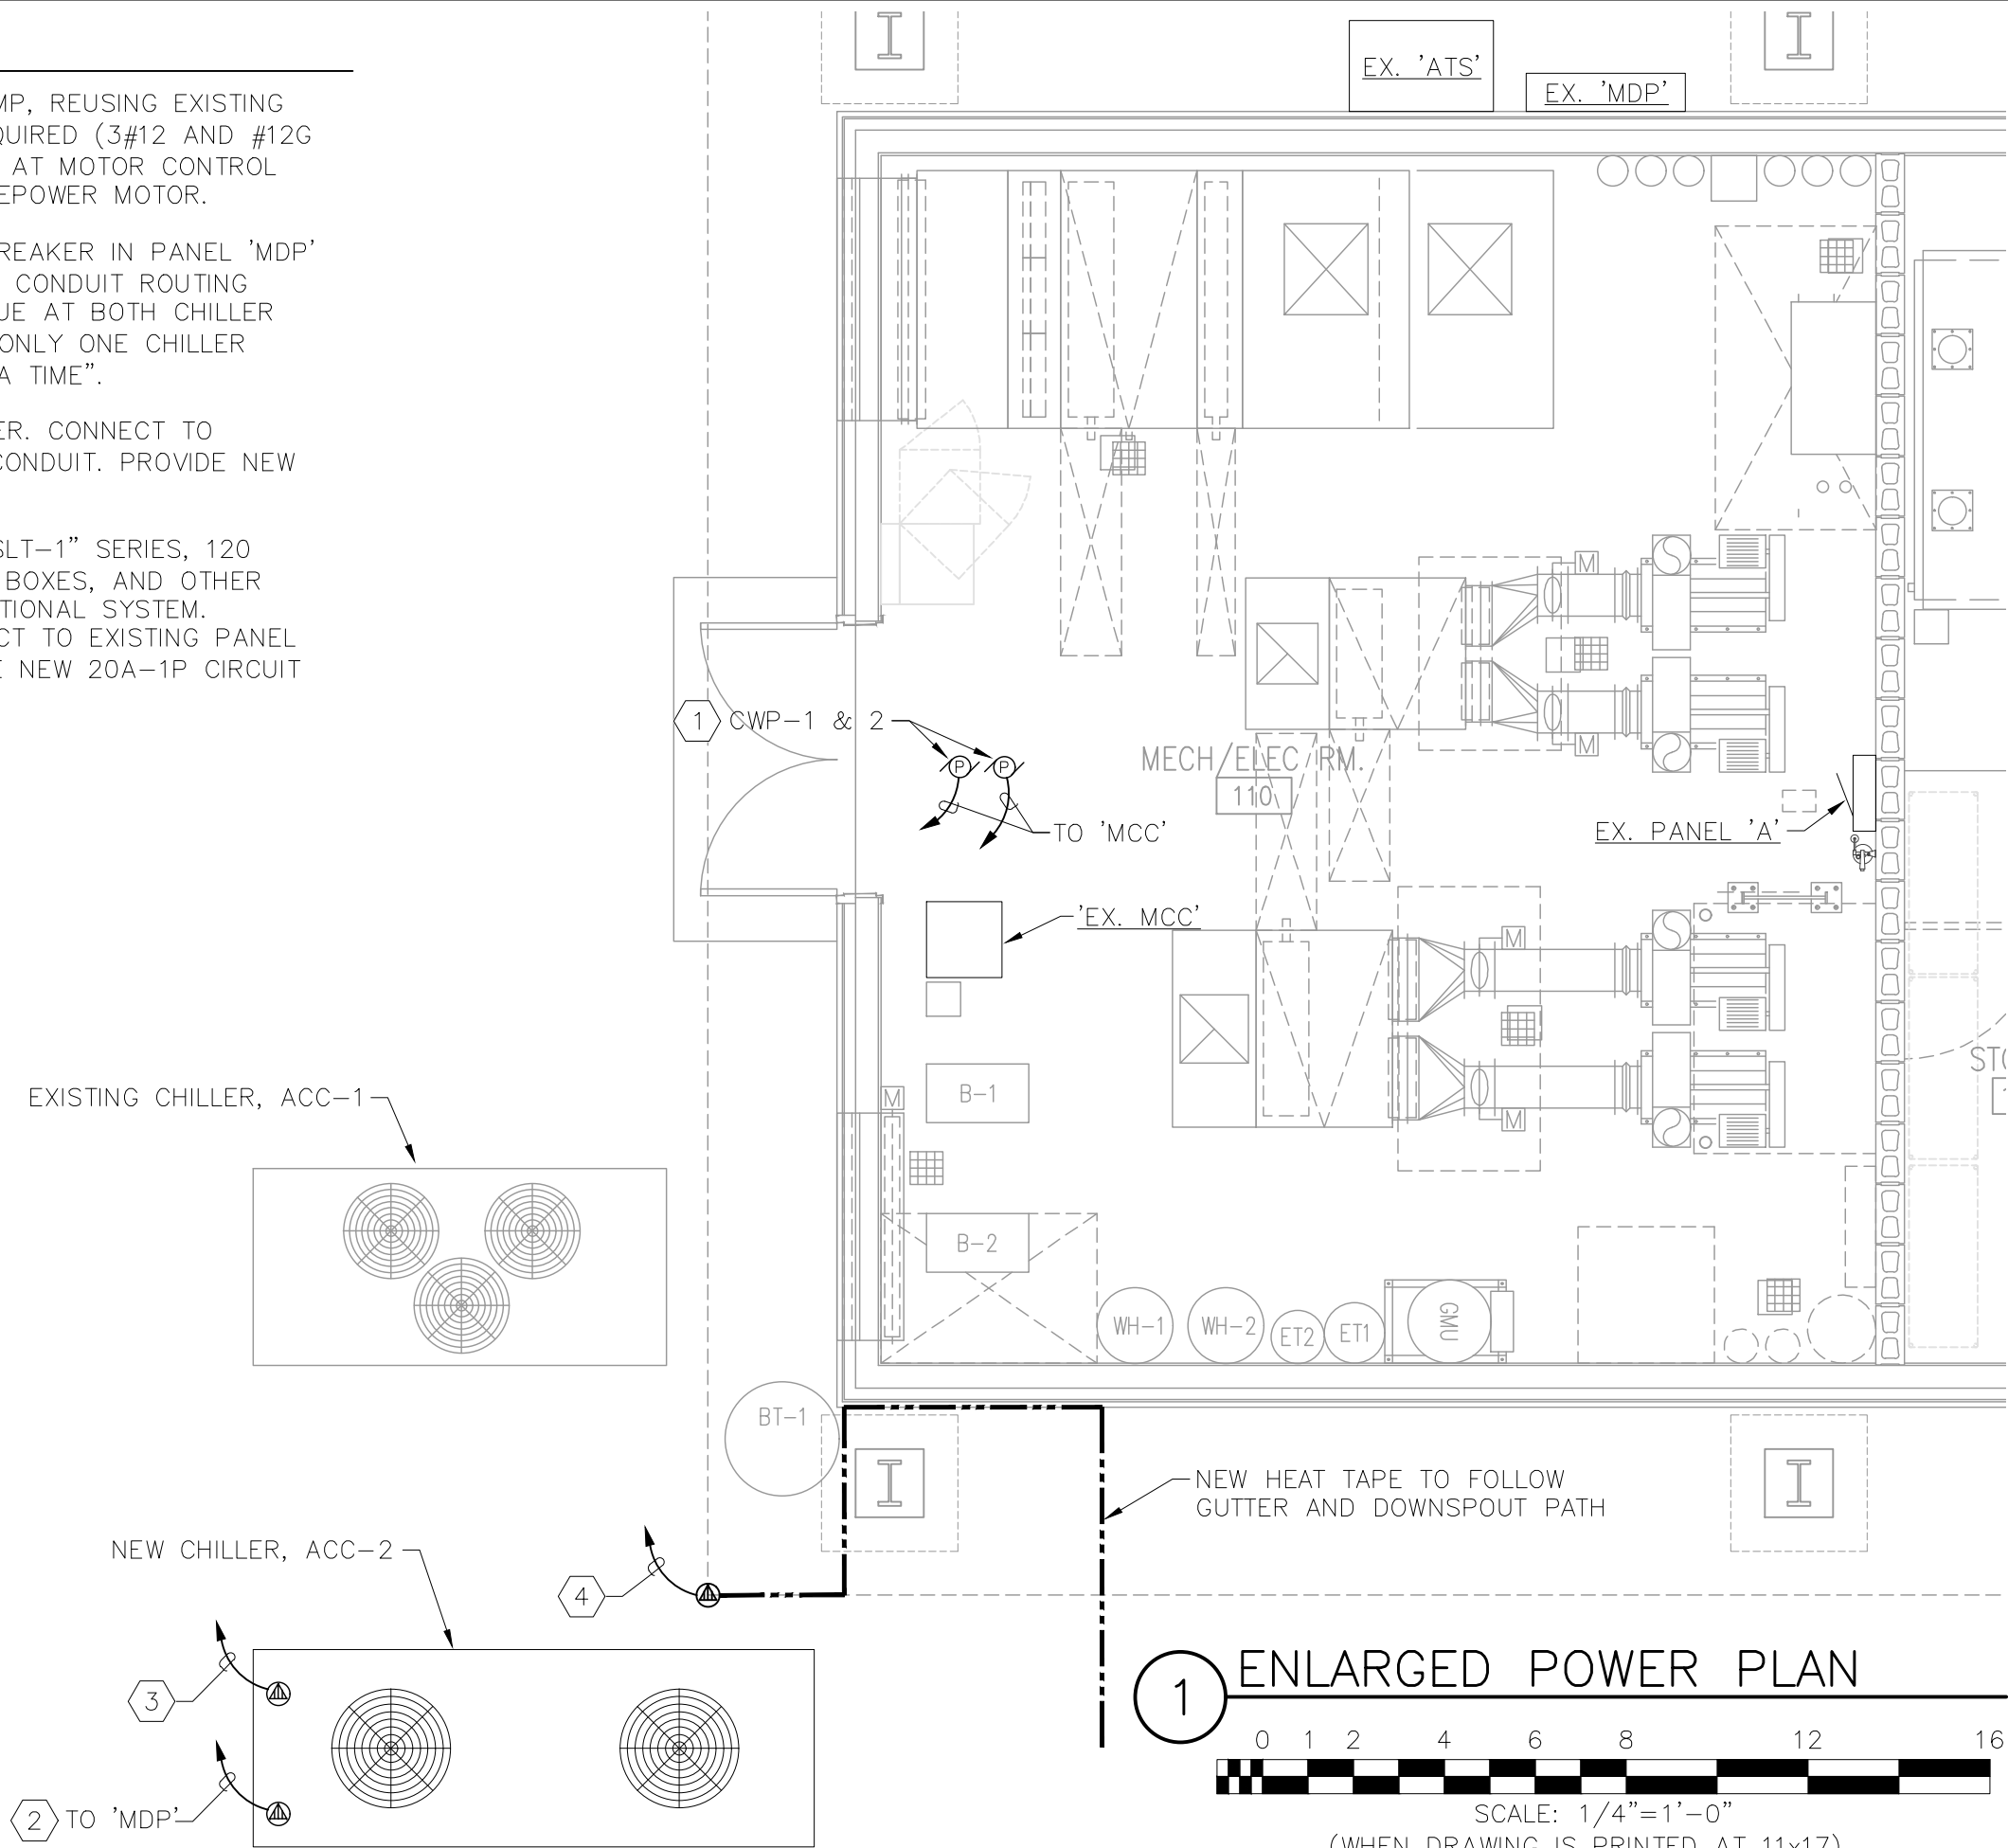 MP, REUSING EXISTING
QUIRED (3#12 AND #12G
AT MOTOR CONTROL
EPOWER MOTOR.
REAKER IN PANEL 'MDP'
CONDUIT ROUTING
UE AT BOTH CHILLER
ONLY ONE CHILLER
A TIME".
ER. CONNECT TO
CONDUIT. PROVIDE NEW
SLT-1" SERIES, 120
BOXES, AND OTHER
TIONAL SYSTEM.
CT TO EXISTING PANEL
E NEW 20A-1P CIRCUIT
EX. 'ATS'
EX. 'MDP'
M
M
1 CWP-1 & 2
P P
MECH/ELEC RM.
110
TO 'MCC'
EX. PANEL 'A'
'EX. MCC'
M
M
M
B-1
B-2
STO
EXISTING CHILLER, ACC-1
WH-1
WH-2
ET2
ET1
GMU
BT-1
NEW HEAT TAPE TO FOLLOW
GUTTER AND DOWNSPOUT PATH
NEW CHILLER, ACC-2
4
3
2 TO 'MDP'
1 ENLARGED POWER PLAN
0 1 2 4 6 8 12 16
SCALE: 1/4"=1'-0"
(WHEN DRAWING IS PRINTED AT 11x17)